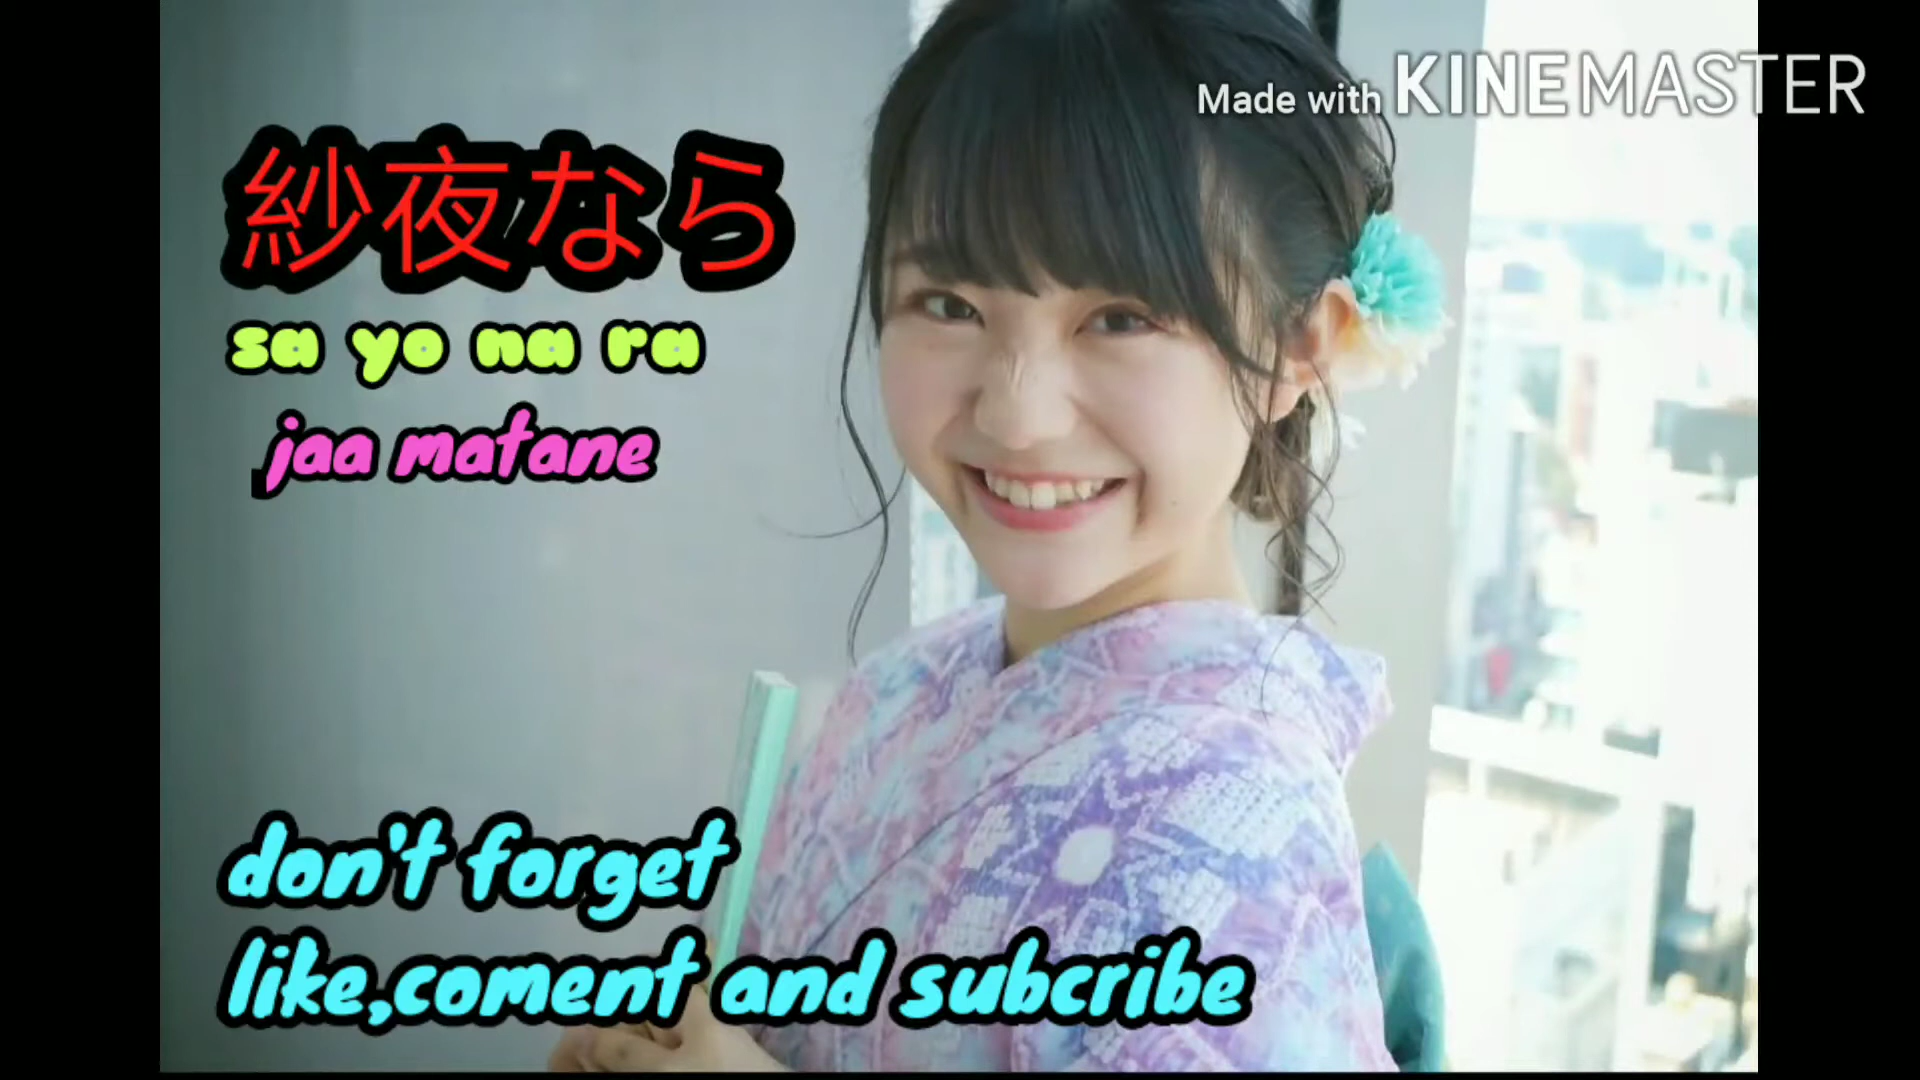 Made with KINEMASTER
紗夜なら
sa yo na ra
jaa matane
don't forget
like,coment and subcribe